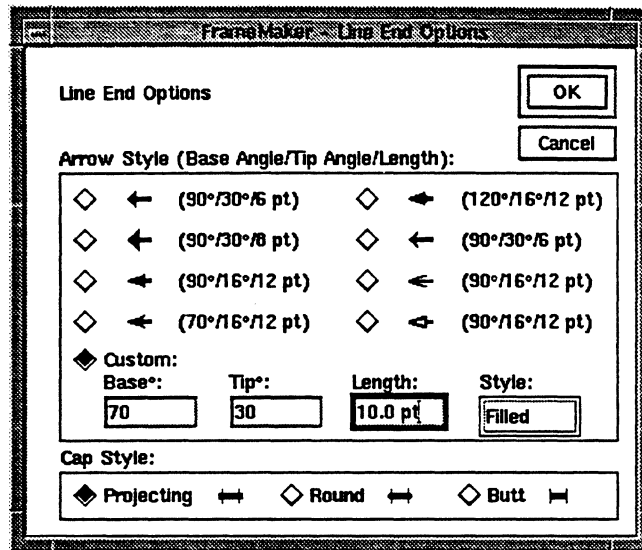 FrameMaker - Line End Options
Line End Options
OK
Cancel
Arrow Style (Base Angle/Tip Angle/Length):
(90°/30°/6 pt) (120°/16°/12 pt)
(90°/30°/8 pt) (90°/30°/6 pt)
(90°/16°/12 pt) (90°/16°/12 pt)
(70°/16°/12 pt) (90°/16°/12 pt)
Custom:
Base°: Tip°: Length: Style:
70 30 10.0 pt Filled
Cap Style:
Projecting Round Butt